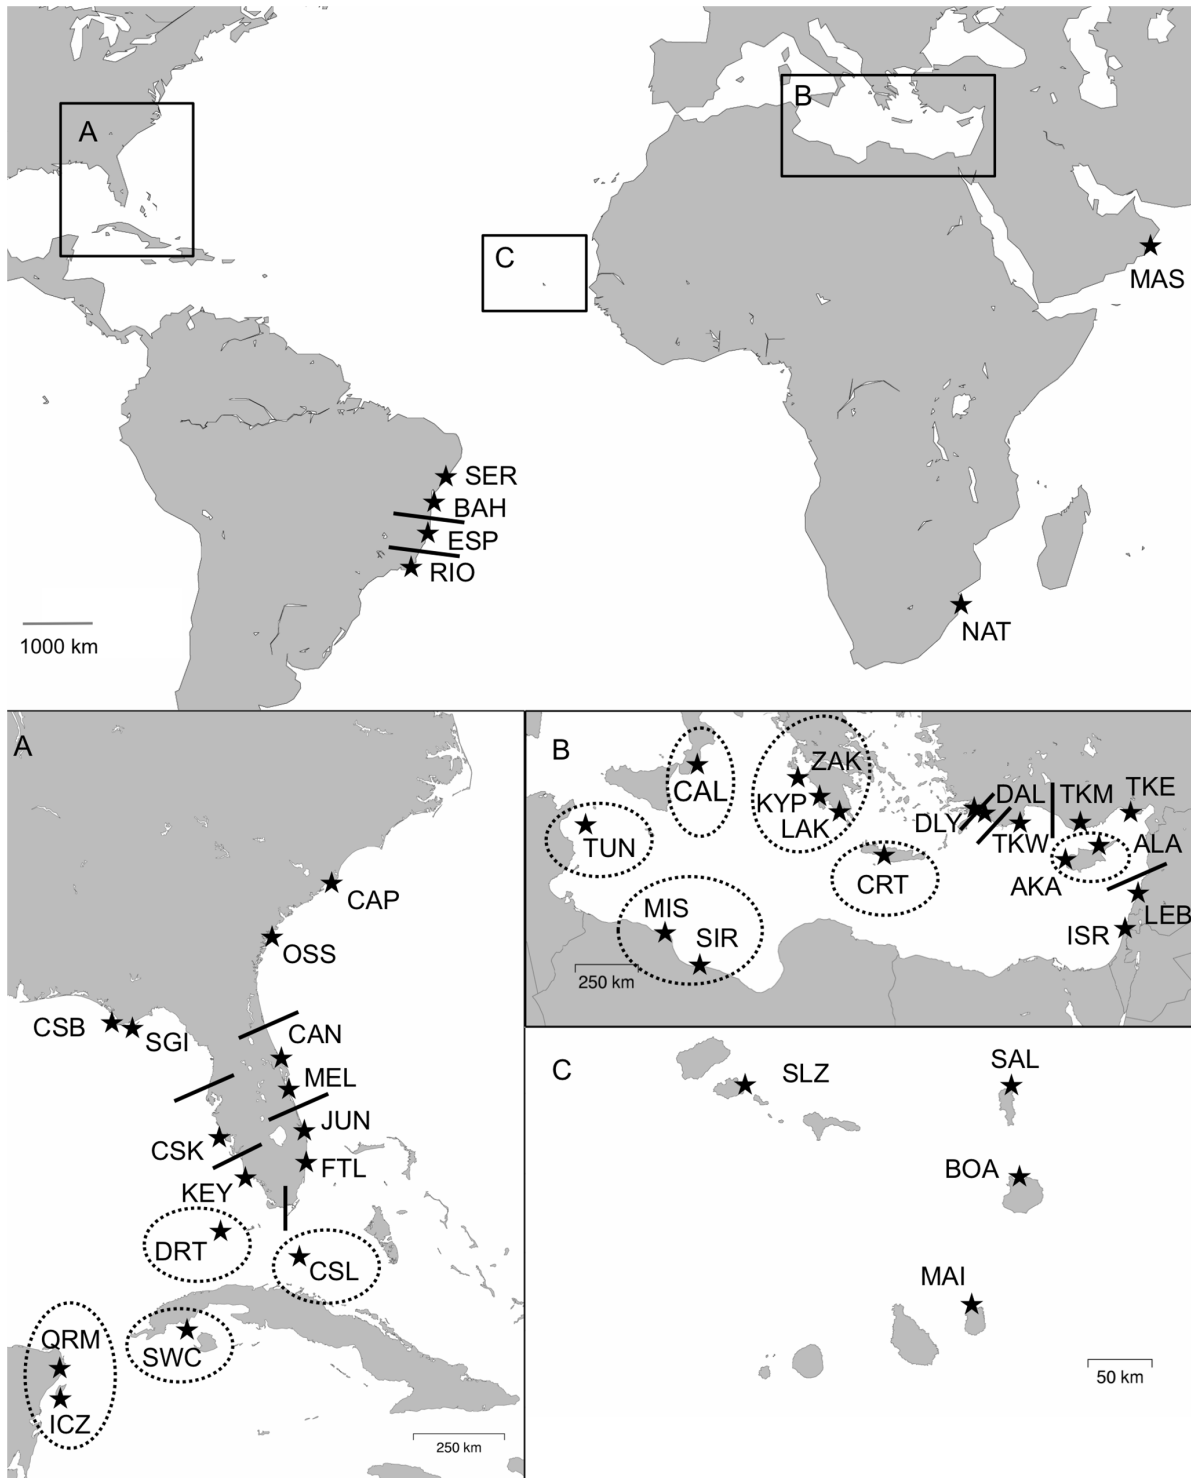 A
B
C
MAS
SER
BAH
ESP
RIO
1000 km
NAT
A
CAP
OSS
CSB
SGI
CAN
MEL
JUN
CSK
FTL
KEY
DRT
CSL
QRM
SWC
ICZ
250 km
B
ZAK
CAL
KYP
LAK
DAL
TKM
TKE
DLY
TKW
TUN
ALA
CRT
AKA
MIS
LEB
SIR
ISR
250 km
C
SLZ
SAL
BOA
MAI
50 km